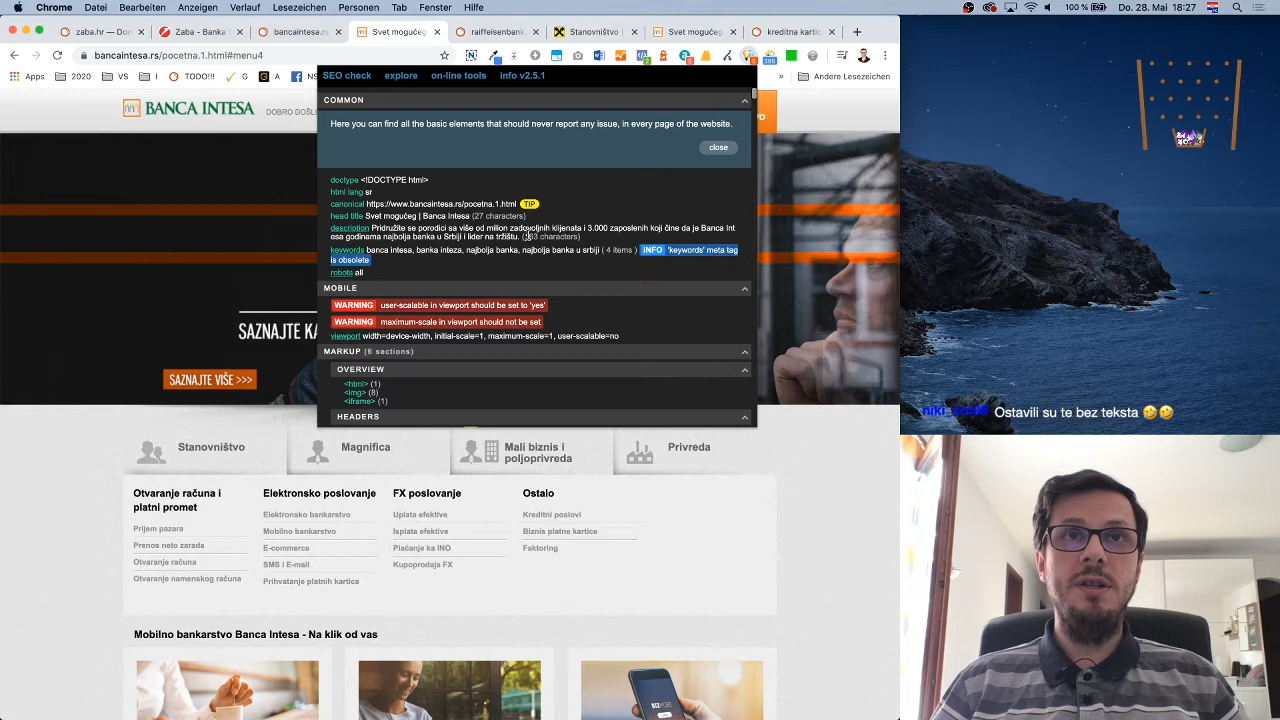 Chrome Datei Bearbeiten Anzeigen Verlauf Lesezeichen Personen Tab Fenster Hilfe
100 % Do. 28. Mai 18:27
zaba.hr — Don
Zaba - Banka
bancaintesa.rs
Svet mogućeg
raiffeisenbank.
Stanovništvo |
Svet mogućeg
kreditna kartic
bancaintesa.rs/pocetna.1.html#menu4
Apps 2020 VS I TODO!!! G A
» Andere Lesezeichen
SEO check explore on-line tools info v2.5.1
COMMON
Here you can find all the basic elements that should never report any issue, in every page of the website.
close
doctype <!DOCTYPE html>
html lang sr
canonical https://www.bancaintesa.rs/pocetna.1.html TIP
head title Svet mogućeg | Banca Intesa (27 characters)
description Pridružite se porodici sa više od milion zadovoljnih klijenata i 3.000 zaposlenih koji čine da je Banca Int
esa godinama najbolja banka u Srbiji i lider na tržištu. characters)
keywords banca intesa, banka inteza, najbolja banka, najbolja banka u srbiji ( 4 items ) INFO 'keywords' meta tag
is obsolete
robots all
MOBILE
WARNING user-scalable in viewport should be set to 'yes'
WARNING maximum-scale in viewport should not be set
viewport width=device-width, initial-scale=1, maximum-scale=1, user-scalable=no
MARKUP (6 sections)
OVERVIEW
<html> (1)
<img> (8)
<iframe> (1)
HEADERS
BANCA INTESA
DOBRO DOŠLI
vo
SAZNAJTE KA
SAZNAJTE VIŠE >>>
Stanovništvo
Magnifica
Mali biznis i
poljoprivreda
Privreda
Otvaranje računa i
platni promet
Prijem pazara
Prenos neto zarada
Otvaranje računa
Otvaranje namenskog računa
Elektronsko poslovanje
Elektronsko bankarstvo
Mobilno bankarstvo
E-commerce
SMS i E-mail
Prihvatanje platnih kartica
FX poslovanje
Uplata efektive
Isplata efektive
Plaćanje ka INO
Kupoprodaja FX
Ostalo
Kreditni poslovi
Biznis platne kartice
Faktoring
Mobilno bankarstvo Banca Intesa - Na klik od vas
Ostavili su te bez teksta 🤣🤣